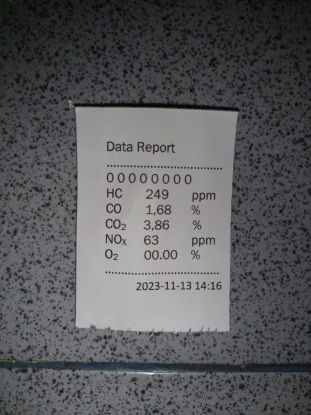 Data Report
00000000
HC 249 ppm
CO 1,68 %
CO₂ 3,86 %
NOx 63 ppm
O₂ 00.00 %
2023-11-13 14:16